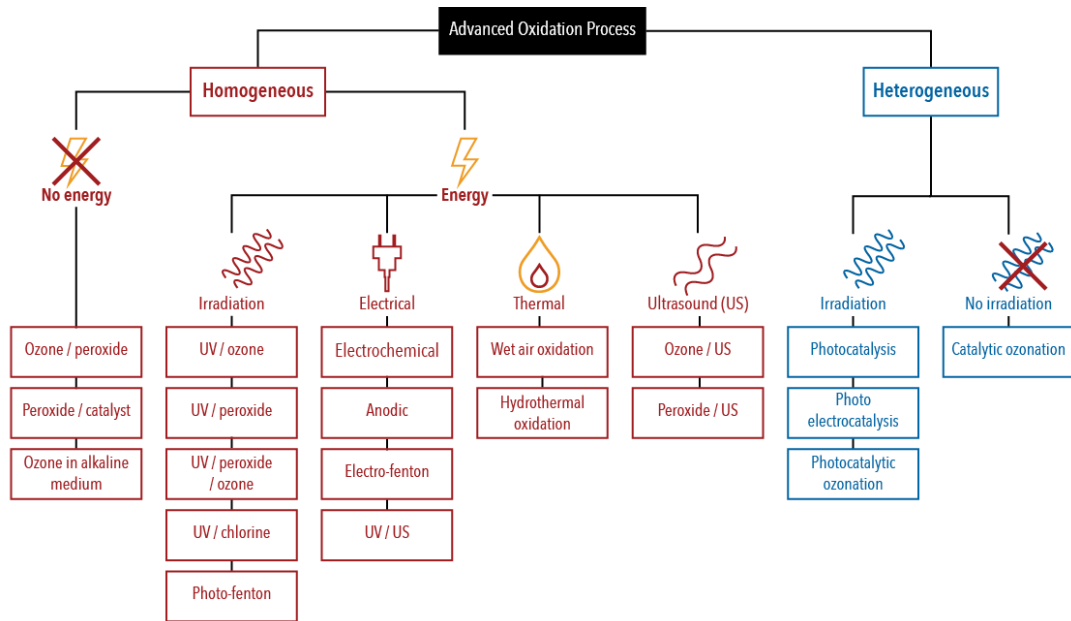 Advanced Oxidation Process
Homogeneous
Heterogeneous
No energy
Energy
Irradiation
Electrical
Thermal
Ultrasound (US)
Irradiation
No irradiation
Ozone / peroxide
UV / ozone
Electrochemical
Wet air oxidation
Ozone / US
Photocatalysis
Catalytic ozonation
Peroxide / catalyst
UV / peroxide
Anodic
Hydrothermal
oxidation
Peroxide / US
Photo
electrocatalysis
Ozone in alkaline
medium
UV / peroxide
/ ozone
Electro-fenton
Photocatalytic
ozonation
UV / chlorine
UV / US
Photo-fenton